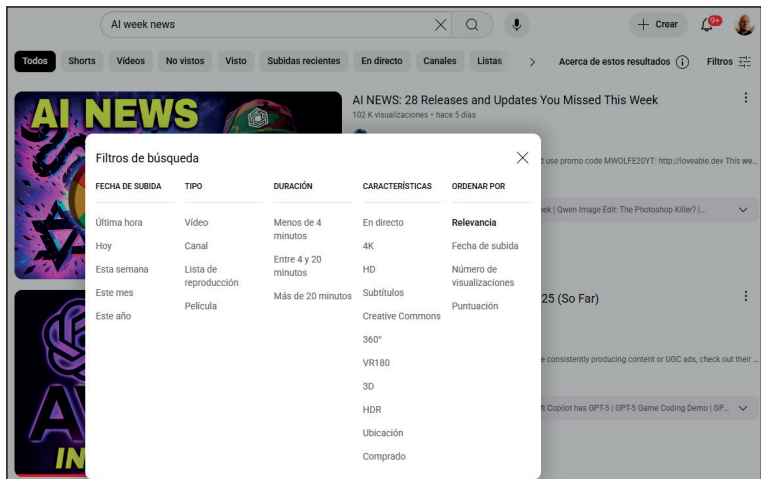 AI week news
Crear
9+
Todos
Shorts
Vídeos
No vistos
Visto
Subidas recientes
En directo
Canales
Listas
Acerca de estos resultados
Filtros
AI NEWS
AI NEWS: 28 Releases and Updates You Missed This Week
102 K visualizaciones • hace 5 días
use promo code MWOLFE20YT: http://loveable.dev This we...
| Qwen Image Edit: The Photoshop Killer? |...
Filtros de búsqueda
FECHA DE SUBIDA
Última hora
Hoy
Esta semana
Este mes
Este año
TIPO
Vídeo
Canal
Lista de
reproducción
Película
DURACIÓN
Menos de 4
minutos
Entre 4 y 20
minutos
Más de 20 minutos
CARACTERÍSTICAS
En directo
4K
HD
Subtítulos
Creative Commons
360°
VR180
3D
HDR
Ubicación
Comprado
ORDENAR POR
Relevancia
Fecha de subida
Número de
visualizaciones
Puntuación
25 (So Far)
consistently producing content or UGC ads, check out their ...
Copilot has GPT-5 | GPT-5 Game Coding Demo | GP...
IN